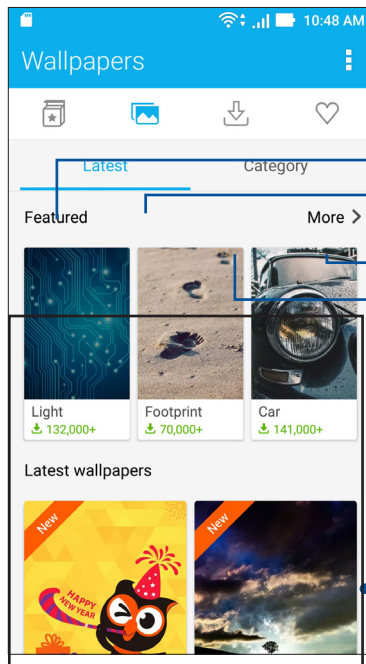 10:48 AM
Wallpapers
Latest Category
Featured More
Light Footprint Car
132,000+ 70,000+ 141,000+
Latest wallpapers
New New
HAPPY
NEW YEAR